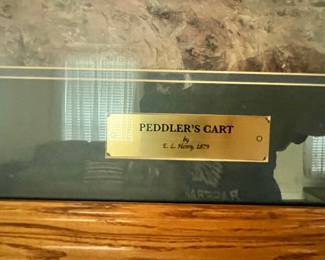 PEDDLER'S CART
by
E. L. Henry, 1879